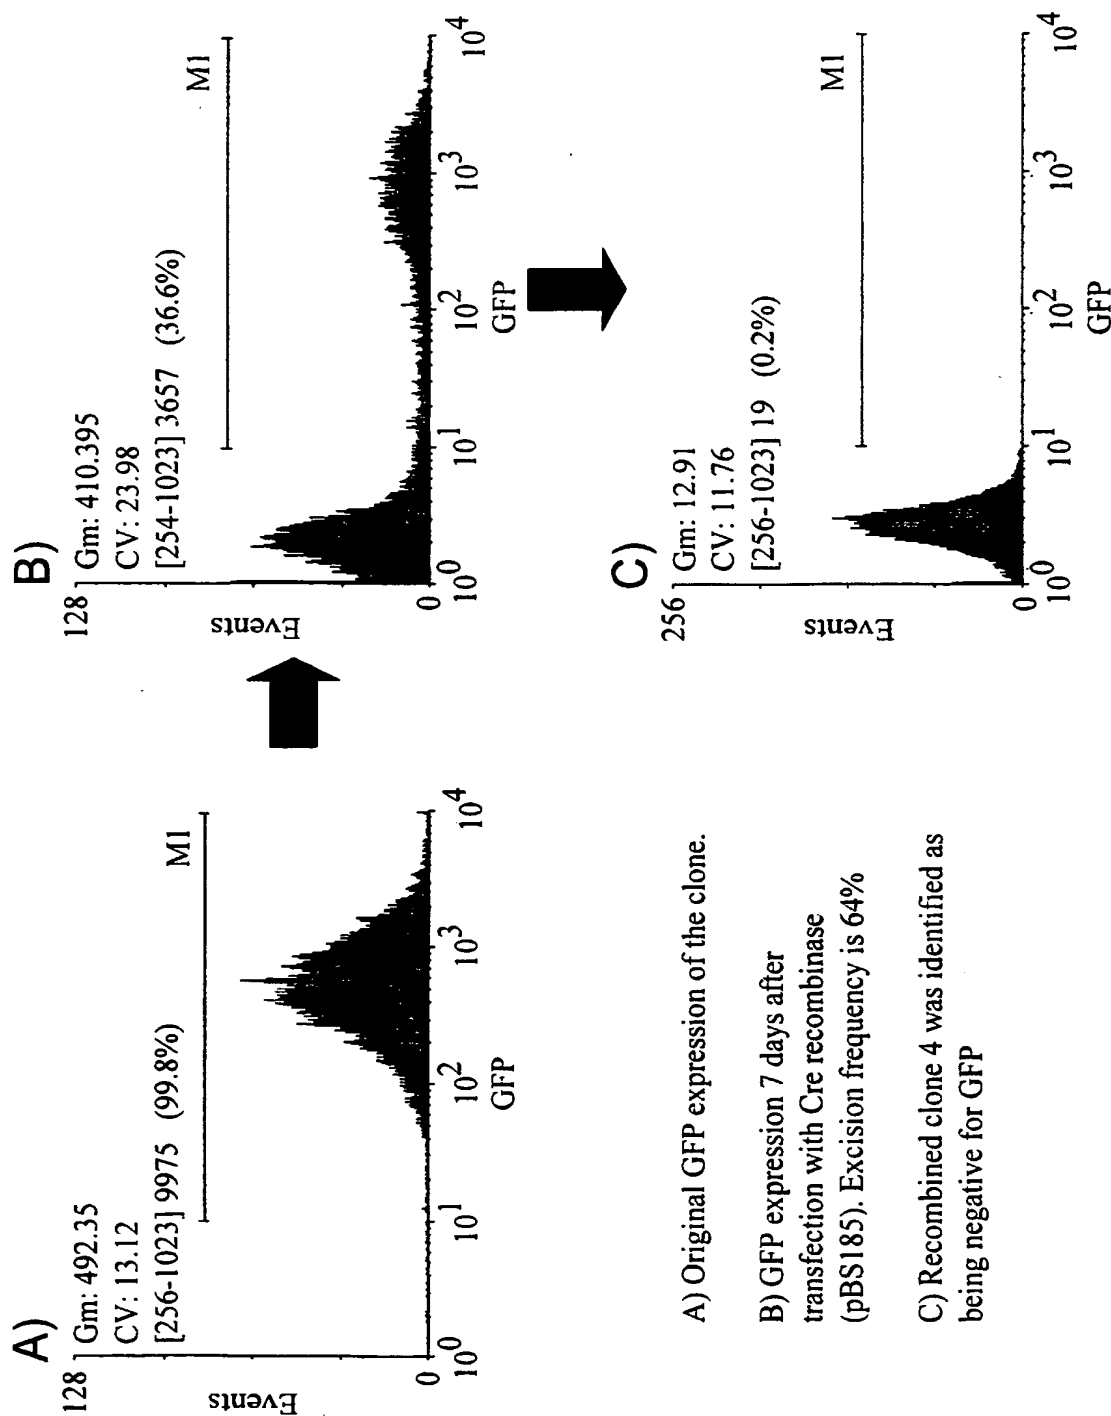 A)
Gm: 492.35
CV: 13.12
[256-1023] 9975 (99.8%)
M1
128
Events
0
10^0
10^1
10^2
10^3
10^4
GFP
B)
Gm: 410.395
CV: 23.98
[254-1023] 3657 (36.6%)
M1
128
Events
0
10^0
10^1
10^2
10^3
10^4
GFP
C)
Gm: 12.91
CV: 11.76
[256-1023] 19 (0.2%)
M1
256
Events
0
10^0
10^1
10^2
10^3
10^4
GFP
A) Original GFP expression of the clone.
B) GFP expression 7 days after
transfection with Cre recombinase
(pBS185). Excision frequency is 64%
C) Recombined clone 4 was identified as
being negative for GFP